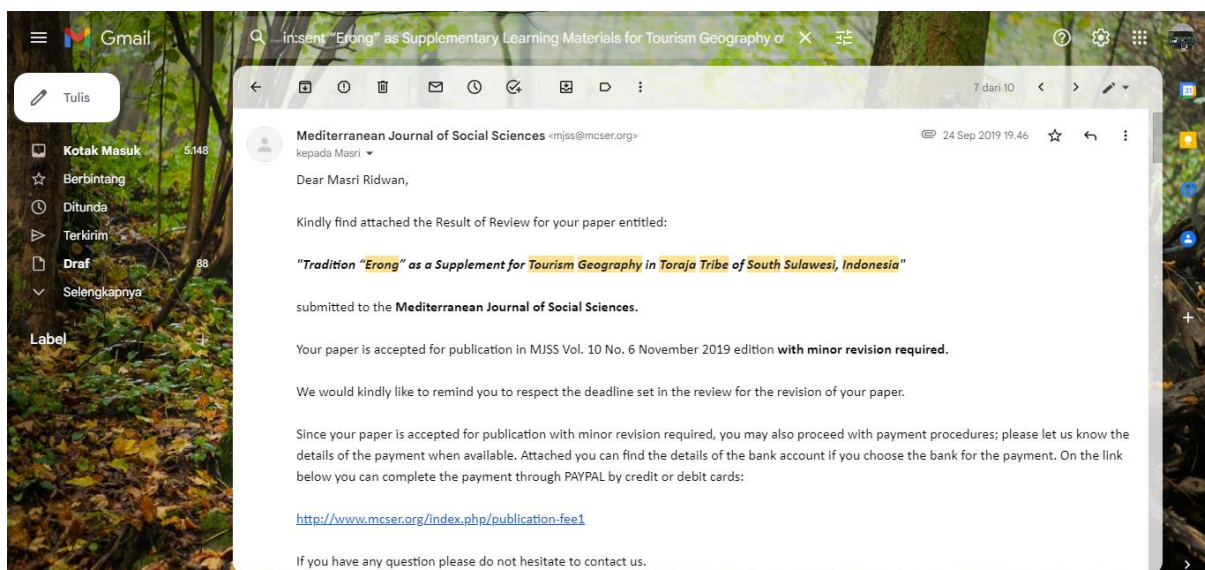 Gmail
in:sent “Erong” as Supplementary Learning Materials for Tourism Geography o
Tulis
7 dari 10
Kotak Masuk 5.148
Berbintang
Ditunda
Terkirim
Draf 88
Selengkapnya
Label
Mediterranean Journal of Social Sciences <mjss@mcser.org>
24 Sep 2019 19.46
kepada Masri
Dear Masri Ridwan,
Kindly find attached the Result of Review for your paper entitled:
"Tradition “Erong” as a Supplement for Tourism Geography in Toraja Tribe of South Sulawesi, Indonesia"
submitted to the Mediterranean Journal of Social Sciences.
Your paper is accepted for publication in MJSS Vol. 10 No. 6 November 2019 edition with minor revision required.
We would kindly like to remind you to respect the deadline set in the review for the revision of your paper.
Since your paper is accepted for publication with minor revision required, you may also proceed with payment procedures; please let us know the
details of the payment when available. Attached you can find the details of the bank account if you choose the bank for the payment. On the link
below you can complete the payment through PAYPAL by credit or debit cards:
http://www.mcser.org/index.php/publication-fee1
If you have any question please do not hesitate to contact us.
31